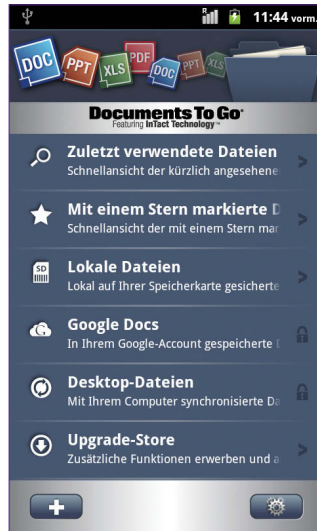 R
11:44 vorm.
DOC PPT XLS PDF DOC PPT XLS
Documents To Go®
Featuring InTact Technology™
Zuletzt verwendete Dateien
Schnellansicht der kürzlich angesehene
Mit einem Stern markierte D
Schnellansicht der mit einem Stern mar
SD
Lokale Dateien
Lokal auf Ihrer Speicherkarte gesicherte
G
Google Docs
In Ihrem Google-Account gespeicherte
Desktop-Dateien
Mit Ihrem Computer synchronisierte Da
Upgrade-Store
Zusätzliche Funktionen erwerben und a